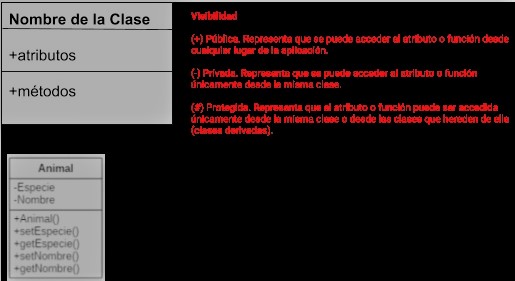 Nombre de la Clase
+atributos
+métodos
Visibilidad
(+) Pública. Representa que se puede acceder al atributo o función desde
cualquier lugar de la aplicación.
(-) Privada. Representa que se puede acceder al atributo o función
únicamente desde la misma clase.
(#) Protegida. Representa que el atributo o función puede ser accedida
únicamente desde la misma clase o desde las clases que hereden de ella
(clases derivadas).
Animal
-Especie
-Nombre
+Animal()
+setEspecie()
+getEspecie()
+setNombre()
+getNombre()